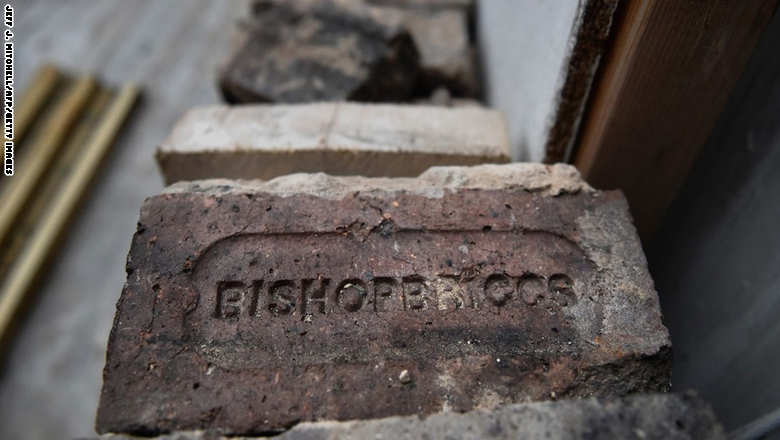 JEFF J. MITCHELL/AFP/GETTY IMAGES
BISHOPBRIGGS